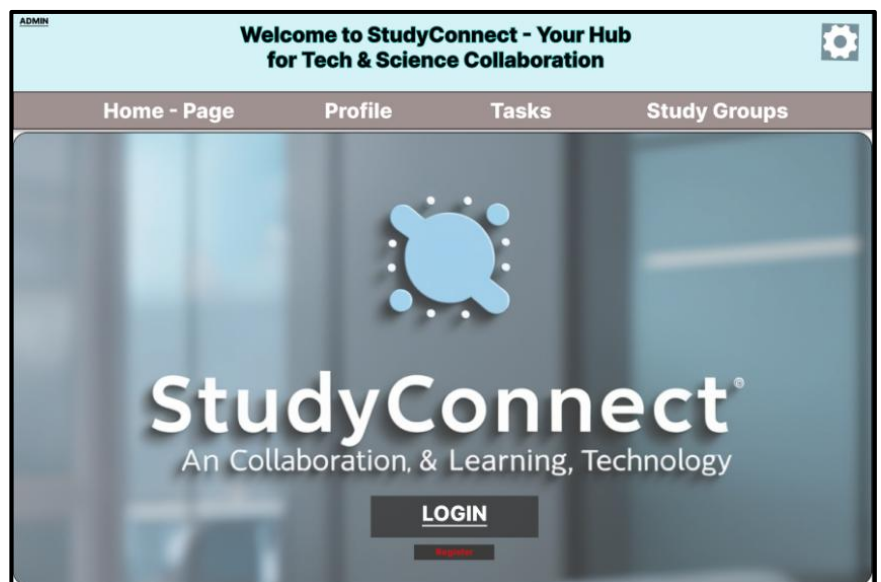 ADMIN
Welcome to StudyConnect - Your Hub
for Tech & Science Collaboration
Home - Page Profile Tasks Study Groups
StudyConnect©
An Collaboration, & Learning, Technology
LOGIN
Register